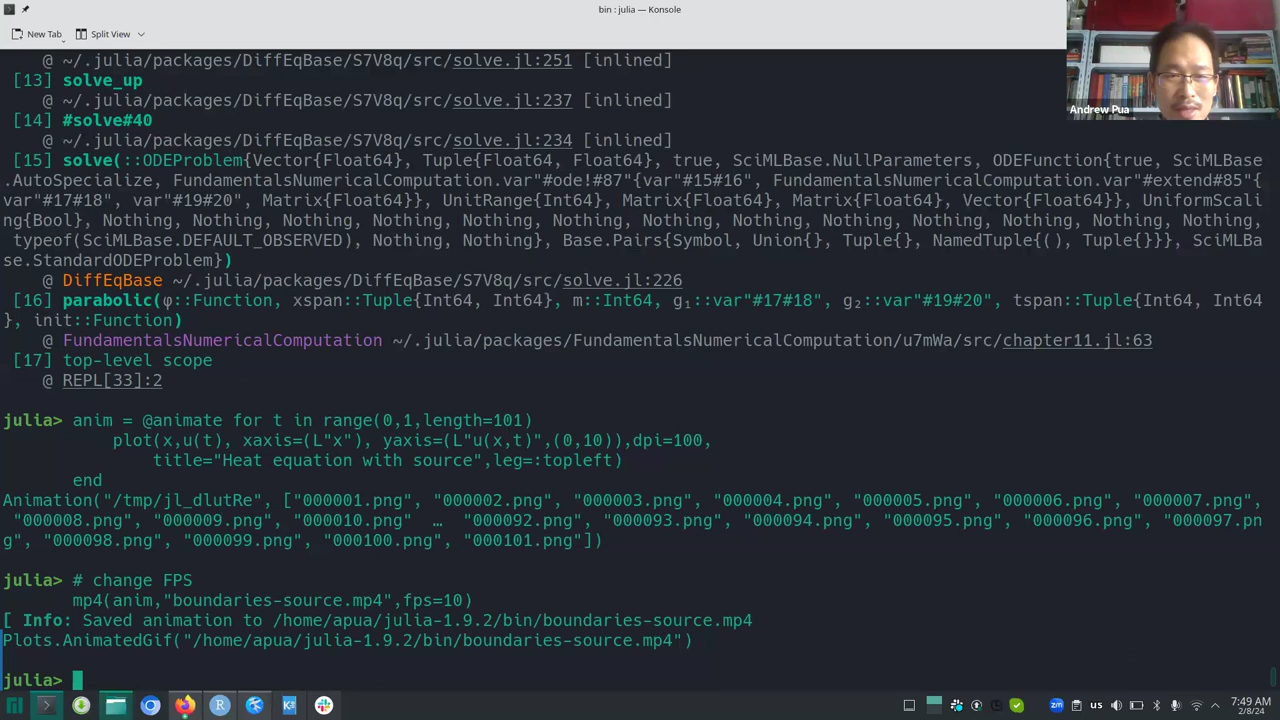 bin : julia — Konsole
New Tab
Split View
@ ~/.julia/packages/DiffEqBase/S7V8q/src/solve.jl:251 [inlined]
[13] solve_up
@ ~/.julia/packages/DiffEqBase/S7V8q/src/solve.jl:237 [inlined]
[14] #solve#40
@ ~/.julia/packages/DiffEqBase/S7V8q/src/solve.jl:234 [inlined]
[15] solve(::ODEProblem{Vector{Float64}, Tuple{Float64, Float64}, true, SciMLBase.NullParameters, ODEFunction{true, SciMLBase
.AutoSpecialize, FundamentalsNumericalComputation.var"#ode!#87"{var"#15#16", FundamentalsNumericalComputation.var"#extend#85"{
var"#17#18", var"#19#20", Matrix{Float64}}, UnitRange{Int64}, Matrix{Float64}, Matrix{Float64}, Vector{Float64}}, UniformScali
ng{Bool}, Nothing, Nothing, Nothing, Nothing, Nothing, Nothing, Nothing, Nothing, Nothing, Nothing, Nothing, Nothing, Nothing,
typeof(SciMLBase.DEFAULT_OBSERVED), Nothing, Nothing}, Base.Pairs{Symbol, Union{}, Tuple{}, NamedTuple{(), Tuple{}}}, SciMLBa
se.StandardODEProblem})
@ DiffEqBase ~/.julia/packages/DiffEqBase/S7V8q/src/solve.jl:226
[16] parabolic(φ::Function, xspan::Tuple{Int64, Int64}, m::Int64, g₁::var"#17#18", g₂::var"#19#20", tspan::Tuple{Int64, Int64
}, init::Function)
@ FundamentalsNumericalComputation ~/.julia/packages/FundamentalsNumericalComputation/u7mWa/src/chapter11.jl:63
[17] top-level scope
@ REPL[33]:2
julia> anim = @animate for t in range(0,1,length=101)
plot(x,u(t), xaxis=(L"x"), yaxis=(L"u(x,t)",(0,10)),dpi=100,
title="Heat equation with source",leg=:topleft)
end
Animation("/tmp/jl_dlutRe", ["000001.png", "000002.png", "000003.png", "000004.png", "000005.png", "000006.png", "000007.png",
"000008.png", "000009.png", "000010.png" … "000092.png", "000093.png", "000094.png", "000095.png", "000096.png", "000097.pn
g", "000098.png", "000099.png", "000100.png", "000101.png"])
julia> # change FPS
mp4(anim,"boundaries-source.mp4",fps=10)
[ Info: Saved animation to /home/apua/julia-1.9.2/bin/boundaries-source.mp4
Plots.AnimatedGif("/home/apua/julia-1.9.2/bin/boundaries-source.mp4")
julia>
Andrew Pua
zm
us
7:49 AM
2/8/24